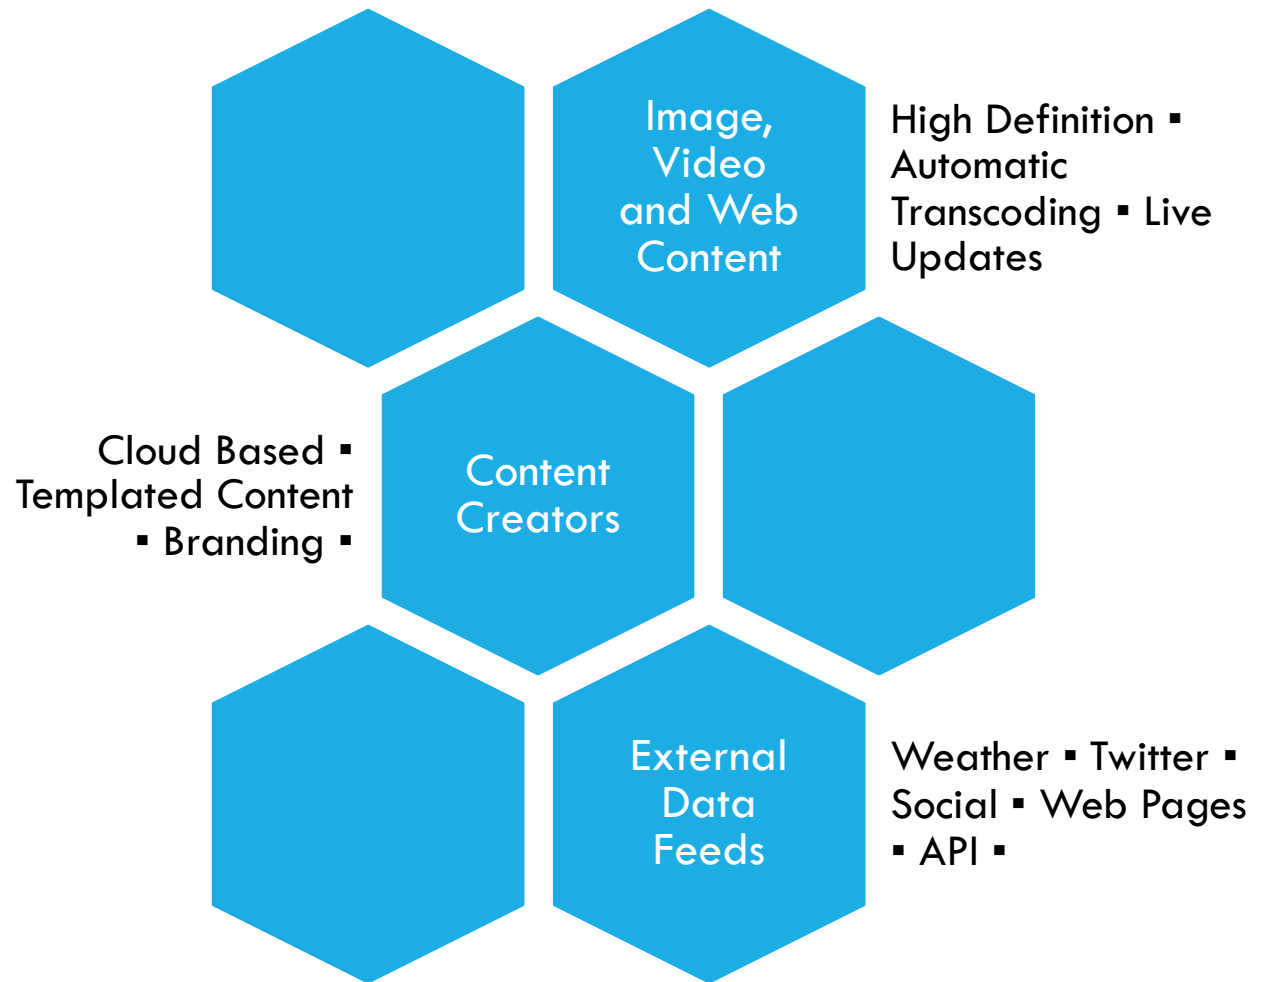 Image,
Video
and Web
Content
High Definition ▪
Automatic
Transcoding ▪ Live
Updates
Cloud Based ▪
Templated Content
▪ Branding ▪
Content
Creators
External
Data
Feeds
Weather ▪ Twitter ▪
Social ▪ Web Pages
▪ API ▪